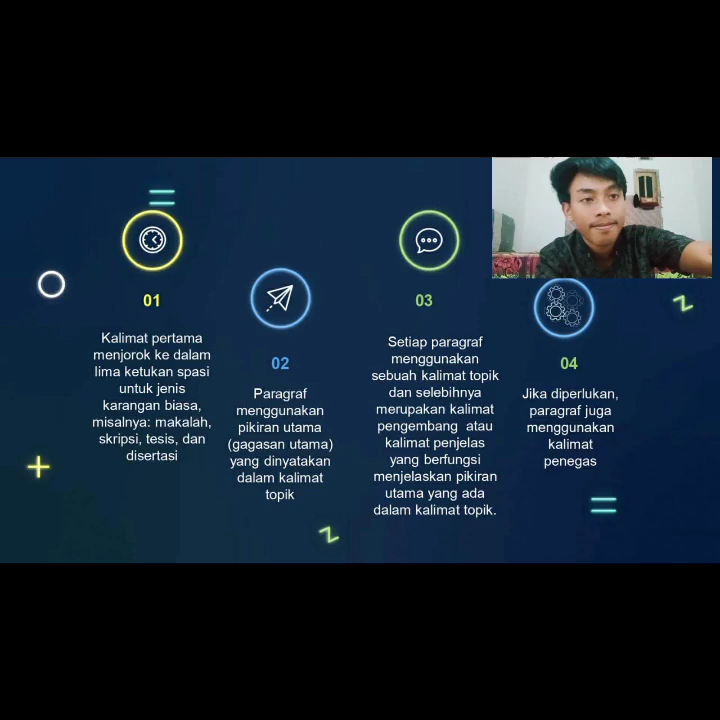 01
Kalimat pertama
menjorok ke dalam
lima ketukan spasi
untuk jenis
karangan biasa,
misalnya: makalah,
skripsi, tesis, dan
disertasi
02
Paragraf
menggunakan
pikiran utama
(gagasan utama)
yang dinyatakan
dalam kalimat
topik
03
Setiap paragraf
menggunakan
sebuah kalimat topik
dan selebihnya
merupakan kalimat
pengembang  atau
kalimat penjelas
yang berfungsi
menjelaskan pikiran
utama yang ada
dalam kalimat topik.
04
Jika diperlukan,
paragraf juga
menggunakan
kalimat
penegas